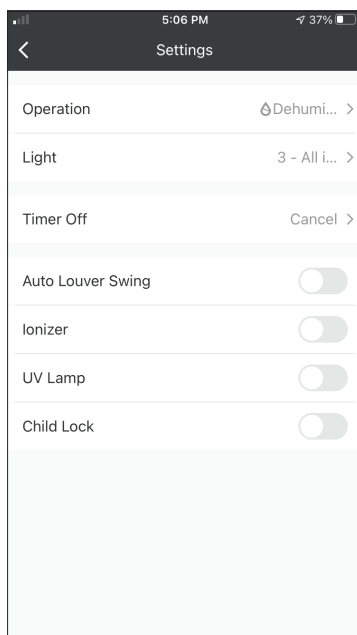 5:06 PM 37%
Settings
Operation Dehumi...
Light 3 - All i...
Timer Off Cancel
Auto Louver Swing
Ionizer
UV Lamp
Child Lock